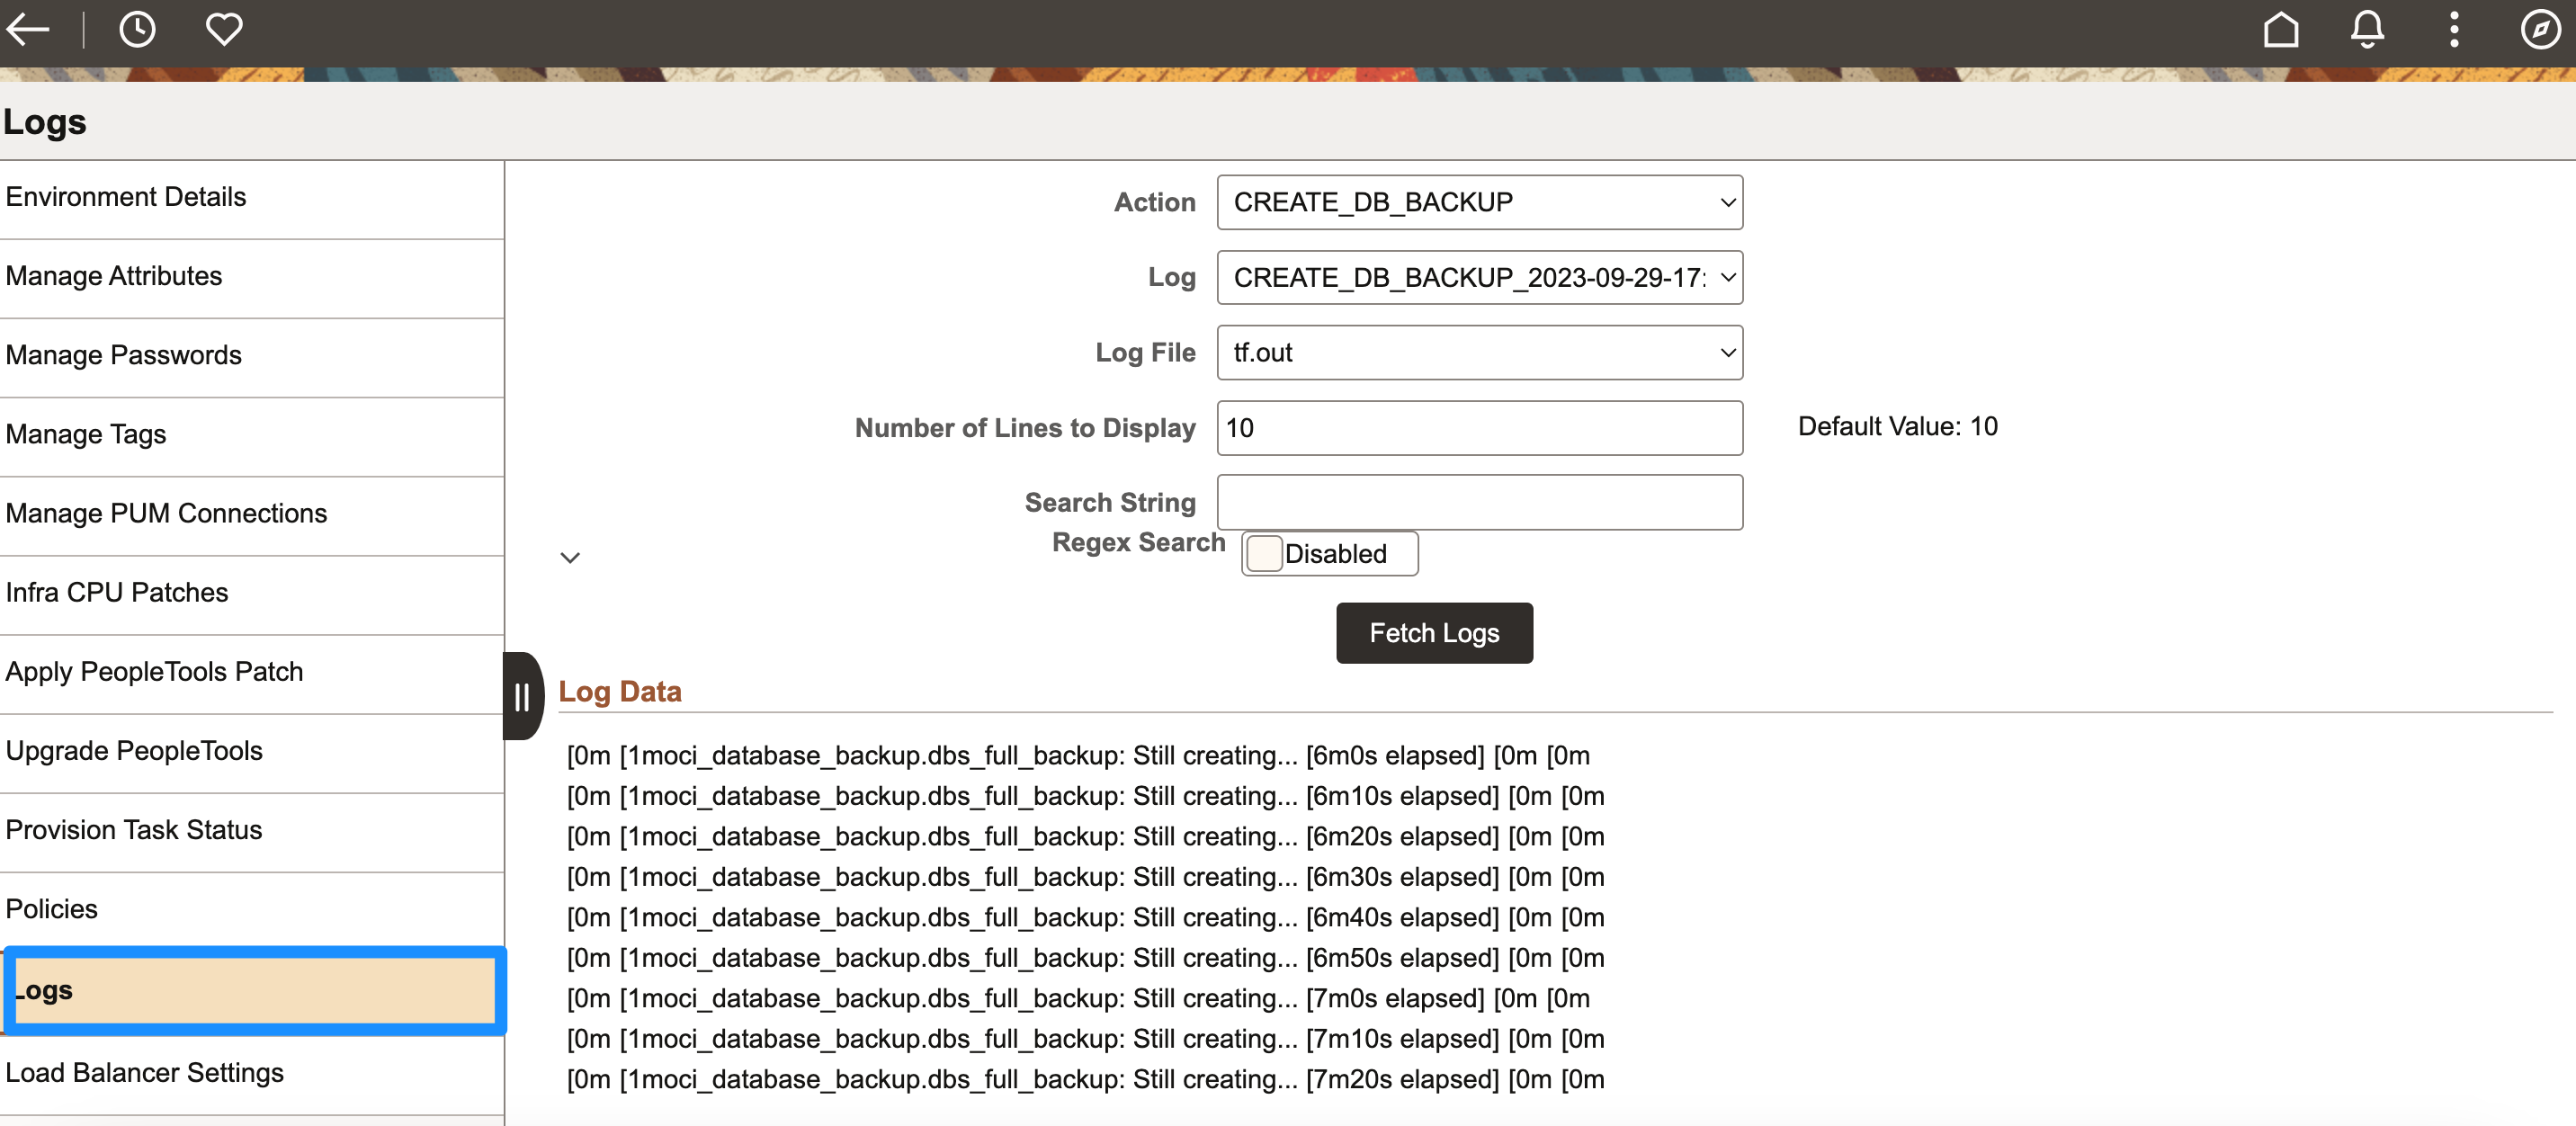 Logs
Environment Details
Manage Attributes
Manage Passwords
Manage Tags
Manage PUM Connections
Infra CPU Patches
Apply PeopleTools Patch
Upgrade PeopleTools
Provision Task Status
Policies
Logs
Load Balancer Settings
Action CREATE_DB_BACKUP
Log CREATE_DB_BACKUP_2023-09-29-17:
Log File tf.out
Number of Lines to Display 10 Default Value: 10
Search String
Regex Search Disabled
Fetch Logs
Log Data
[0m [1moci_database_backup.dbs_full_backup: Still creating... [6m0s elapsed] [0m [0m
[0m [1moci_database_backup.dbs_full_backup: Still creating... [6m10s elapsed] [0m [0m
[0m [1moci_database_backup.dbs_full_backup: Still creating... [6m20s elapsed] [0m [0m
[0m [1moci_database_backup.dbs_full_backup: Still creating... [6m30s elapsed] [0m [0m
[0m [1moci_database_backup.dbs_full_backup: Still creating... [6m40s elapsed] [0m [0m
[0m [1moci_database_backup.dbs_full_backup: Still creating... [6m50s elapsed] [0m [0m
[0m [1moci_database_backup.dbs_full_backup: Still creating... [7m0s elapsed] [0m [0m
[0m [1moci_database_backup.dbs_full_backup: Still creating... [7m10s elapsed] [0m [0m
[0m [1moci_database_backup.dbs_full_backup: Still creating... [7m20s elapsed] [0m [0m